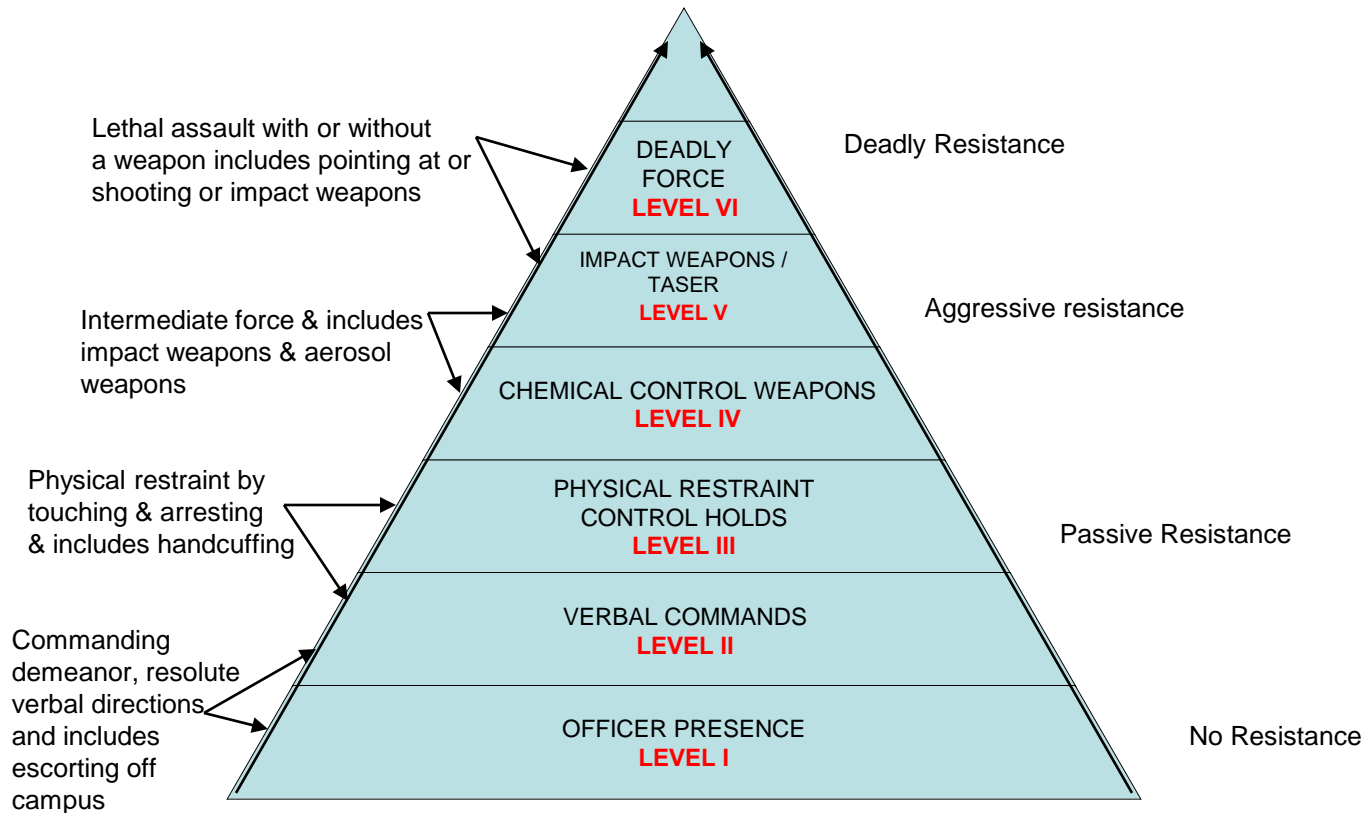 Lethal assault with or without
a weapon includes pointing at or
shooting or impact weapons
DEADLY
FORCE
LEVEL VI
Deadly Resistance
IMPACT WEAPONS /
TASER
LEVEL V
Aggressive resistance
Intermediate force & includes
impact weapons & aerosol
weapons
CHEMICAL CONTROL WEAPONS
LEVEL IV
Physical restraint by
touching & arresting
& includes handcuffing
PHYSICAL RESTRAINT
CONTROL HOLDS
LEVEL III
Passive Resistance
VERBAL COMMANDS
LEVEL II
Commanding
demeanor, resolute
verbal directions
and includes
escorting off
campus
OFFICER PRESENCE
LEVEL I
No Resistance